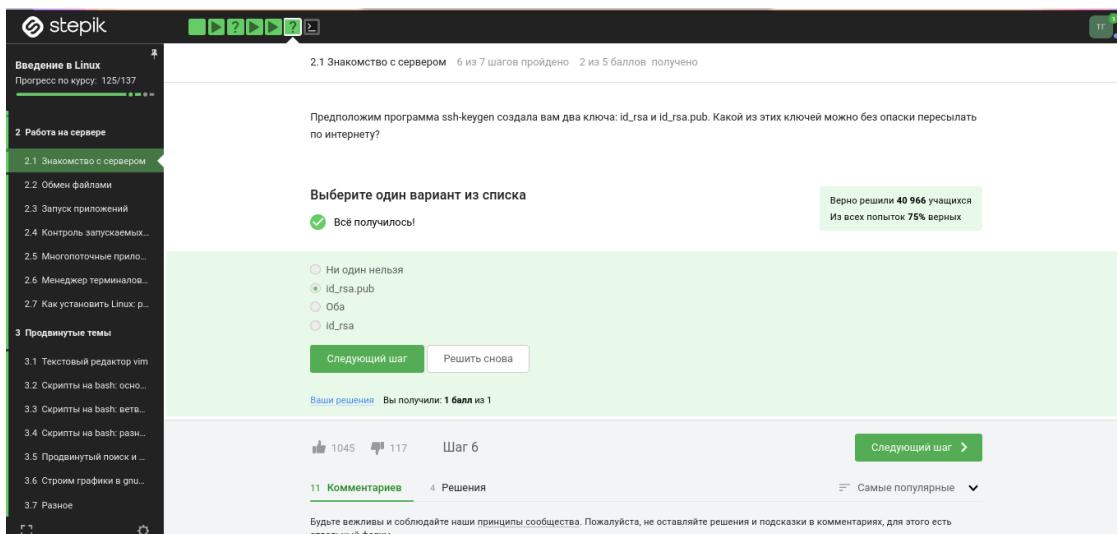 stepik
?
?
ТГ
1
Введение в Linux
Прогресс по курсу: 125/137
2 Работа на сервере
2.1 Знакомство с сервером
2.2 Обмен файлами
2.3 Запуск приложений
2.4 Контроль запускаемых...
2.5 Многопоточные прило...
2.6 Менеджер терминалов...
2.7 Как установить Linux: р...
3 Продвинутые темы
3.1 Текстовый редактор vim
3.2 Скрипты на bash: осно...
3.3 Скрипты на bash: ветв...
3.4 Скрипты на bash: разн...
3.5 Продвинутый поиск и ...
3.6 Строим графики в gnu...
3.7 Разное
2.1 Знакомство с сервером 6 из 7 шагов пройдено 2 из 5 баллов получено
Предположим программа ssh-keygen создала вам два ключа: id_rsa и id_rsa.pub. Какой из этих ключей можно без опаски пересылать
по интернету?
Выберите один вариант из списка
Всё получилось!
Верно решили 40 966 учащихся
Из всех попыток 75% верных
Ни один нельзя
id_rsa.pub
Оба
id_rsa
Следующий шаг
Решить снова
Ваши решения Вы получили: 1 балл из 1
1045 117 Шаг 6
Следующий шаг
11 Комментариев 4 Решения
Самые популярные
Будьте вежливы и соблюдайте наши принципы сообщества. Пожалуйста, не оставляйте решения и подсказки в комментариях, для этого есть